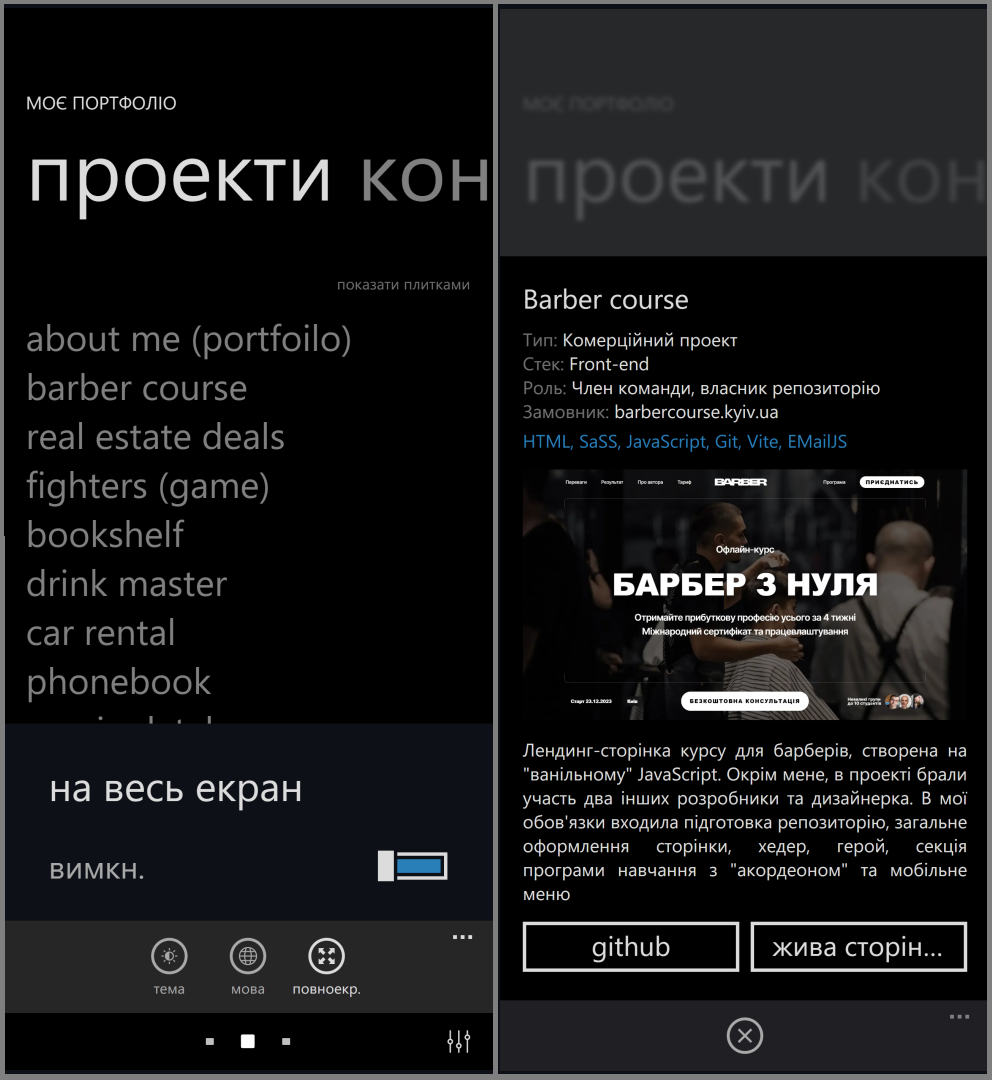 МОЄ ПОРТФОЛІО
проекти кон
показати плитками
about me (portfoilo)
barber course
real estate deals
fighters (game)
bookshelf
drink master
car rental
phonebook
на весь екран
вимкн.
тема мова повноекр.
МОЄ ПОРТФОЛІО
проекти кон
Barber course
Тип: Комерційний проект
Стек: Front-end
Роль: Член команди, власник репозиторію
Замовник: barbercourse.kyiv.ua
HTML, SaSS, JavaScript, Git, Vite, EMailJS
Переваги Результат Про автора Тариф BARBER Програма ПРИЄДНАТИСЬ
Офлайн-курс
БАРБЕР З НУЛЯ
Отримайте прибуткову професію усього за 4 тижні
Міжнародний сертифікат та працевлаштування
Старт 23.12.2023 Київ БЕЗКОШТОВНА КОНСУЛЬТАЦІЯ Невеликі групи
до 10 студентів
Лендинг-сторінка курсу для барберів, створена на
"ванільному" JavaScript. Окрім мене, в проекті брали
участь два інших розробники та дизайнерка. В мої
обов'язки входила підготовка репозиторію, загальне
оформлення сторінки, хедер, герой, секція
програми навчання з "акордеоном" та мобільне
меню
github жива сторін...